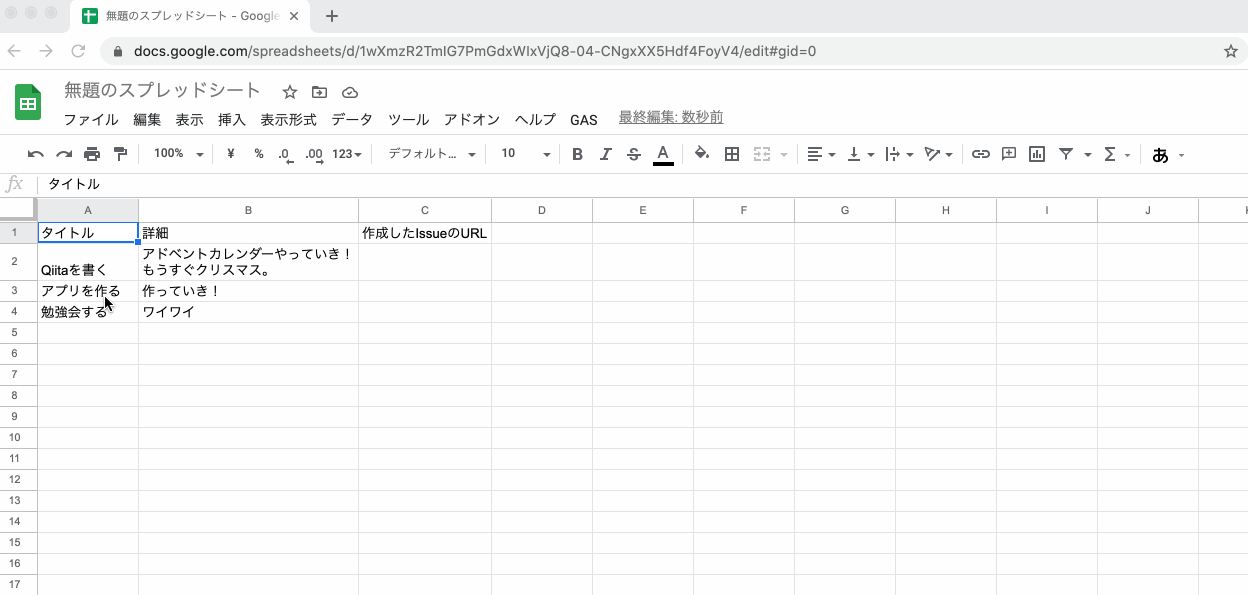 無題のスプレッドシート - Google
docs.google.com/spreadsheets/d/1wXmzR2TmIG7PmGdxWIxVjQ8-04-CNgxXX5Hdf4FoyV4/edit#gid=0
無題のスプレッドシート
ファイル 編集 表示 挿入 表示形式 データ ツール アドオン ヘルプ GAS 最終編集: 数秒前
100% ¥ % .0 .00 123 デフォルト... 10 B I S A Σ あ
fx タイトル
A B C D E F G H I J
1 タイトル 詳細 作成したIssueのURL
アドベントカレンダーやっていき！
2 Qiitaを書く もうすぐクリスマス。
3 アプリを作る 作っていき！
4 勉強会する ワイワイ
5
6
7
8
9
10
11
12
13
14
15
16
17